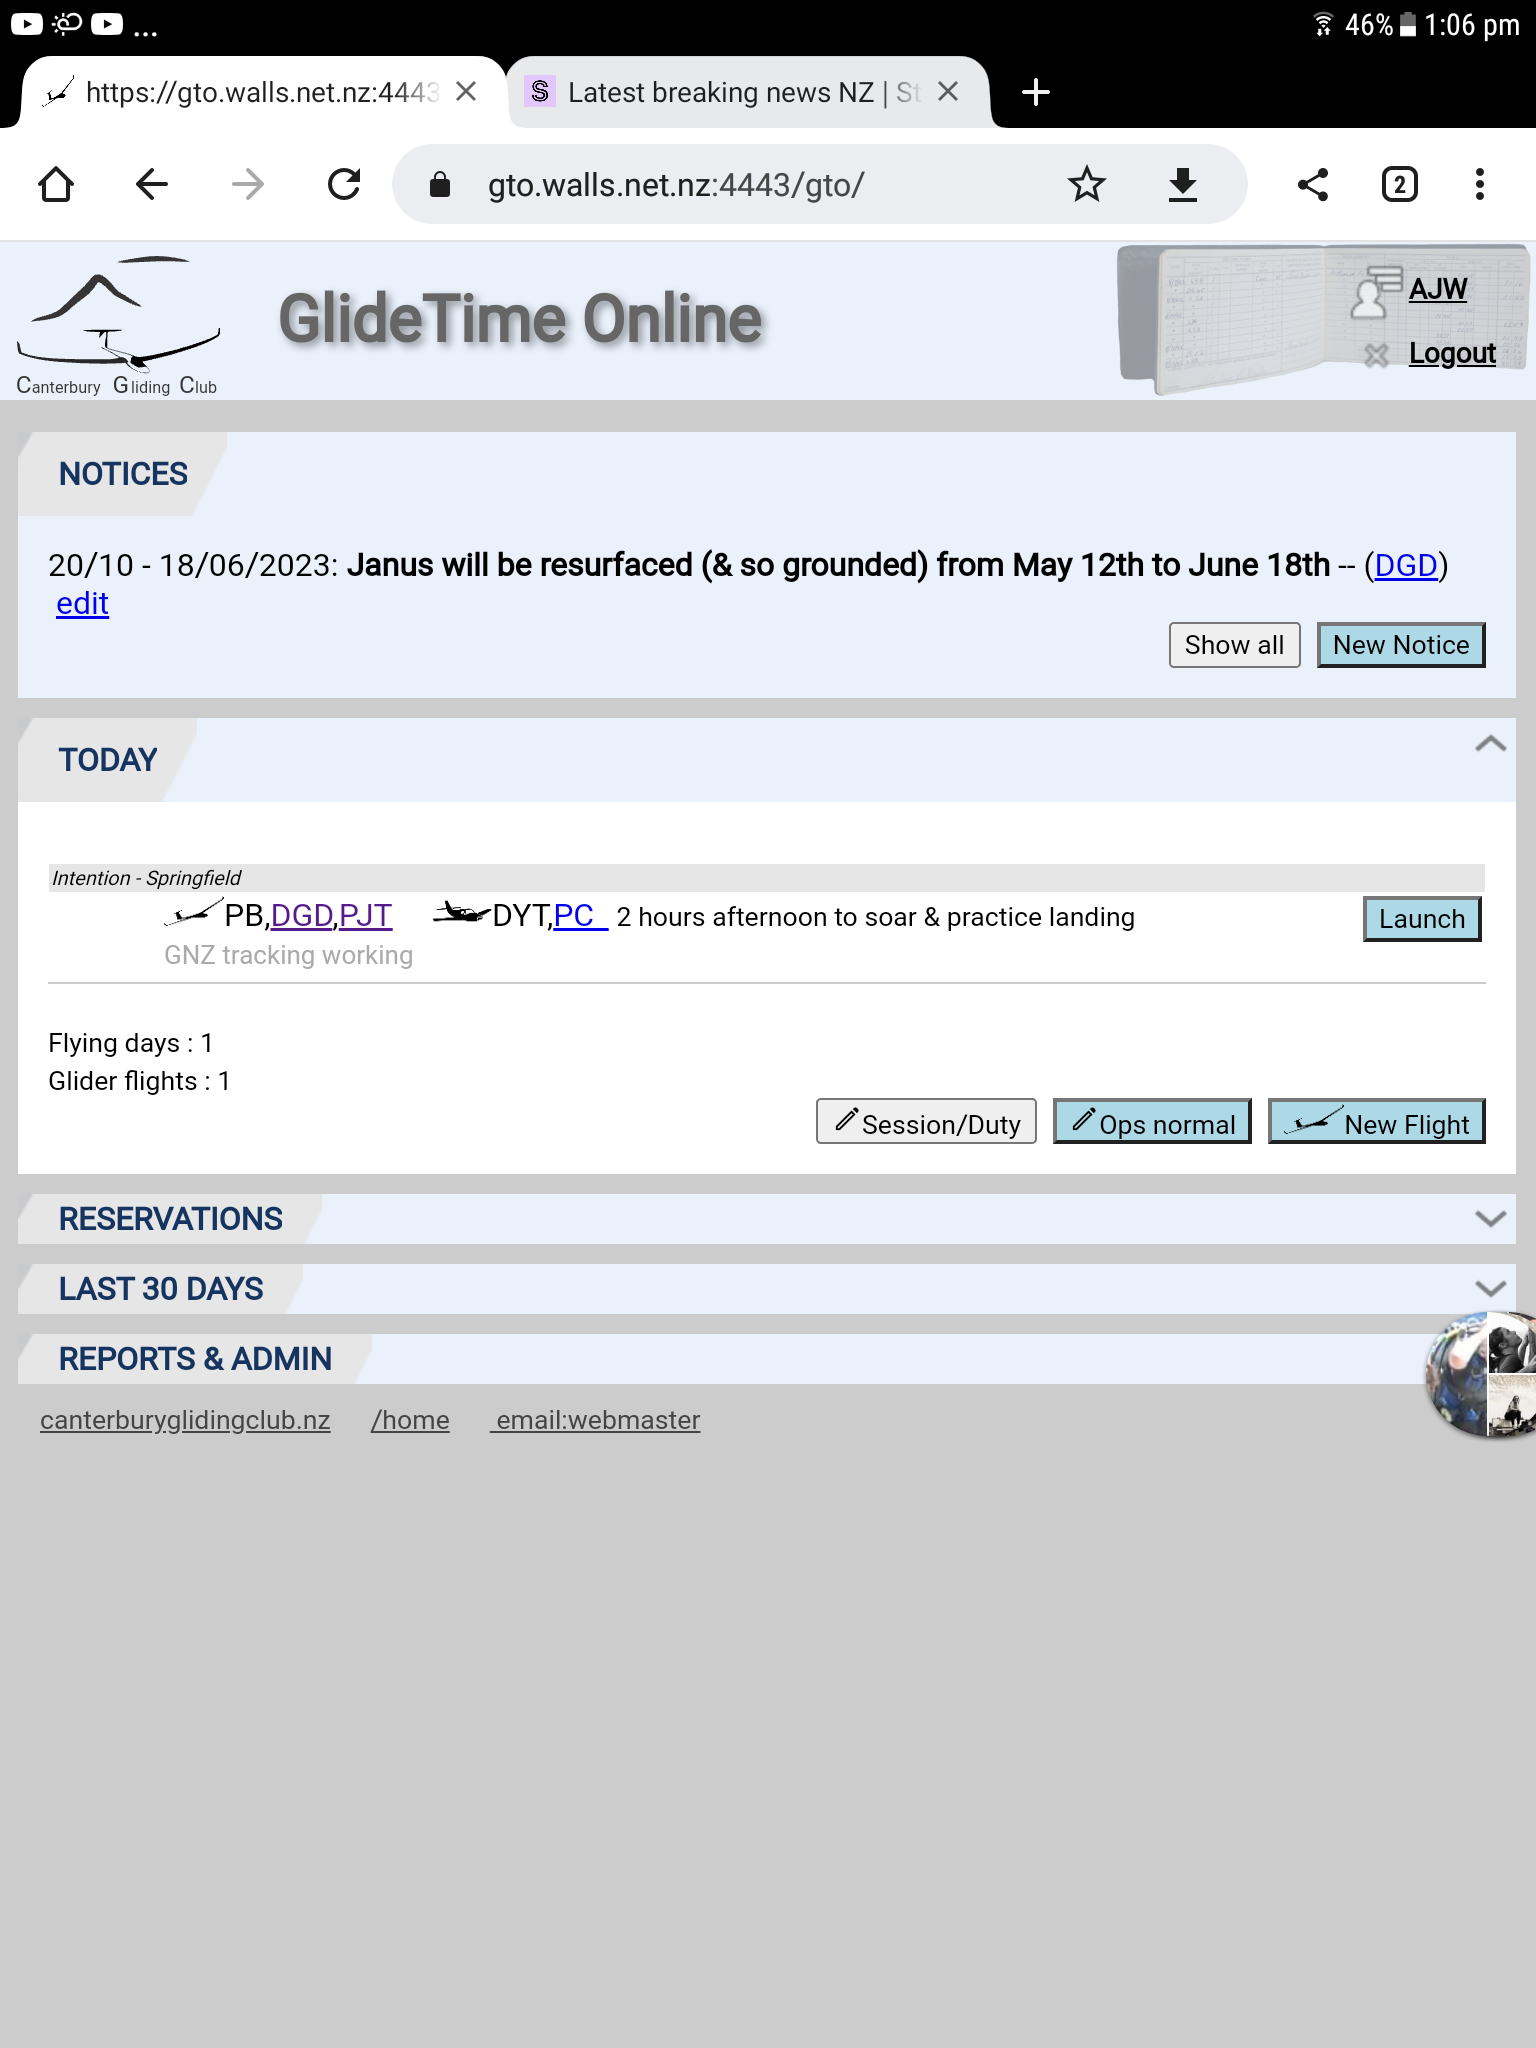 ... 46% 1:06 pm
https://gto.walls.net.nz:4443 S Latest breaking news NZ | St
gto.walls.net.nz:4443/gto/ 2
GlideTime Online
AJW
Logout
Canterbury Gliding Club
NOTICES
20/10 - 18/06/2023: Janus will be resurfaced (& so grounded) from May 12th to June 18th -- (DGD)
edit
Show all New Notice
TODAY
Intention - Springfield
PB,DGD,PJT DYT,PC 2 hours afternoon to soar & practice landing Launch
GNZ tracking working
Flying days : 1
Glider flights : 1
Session/Duty Ops normal New Flight
RESERVATIONS
LAST 30 DAYS
REPORTS & ADMIN
canterburyglidingclub.nz /home email:webmaster